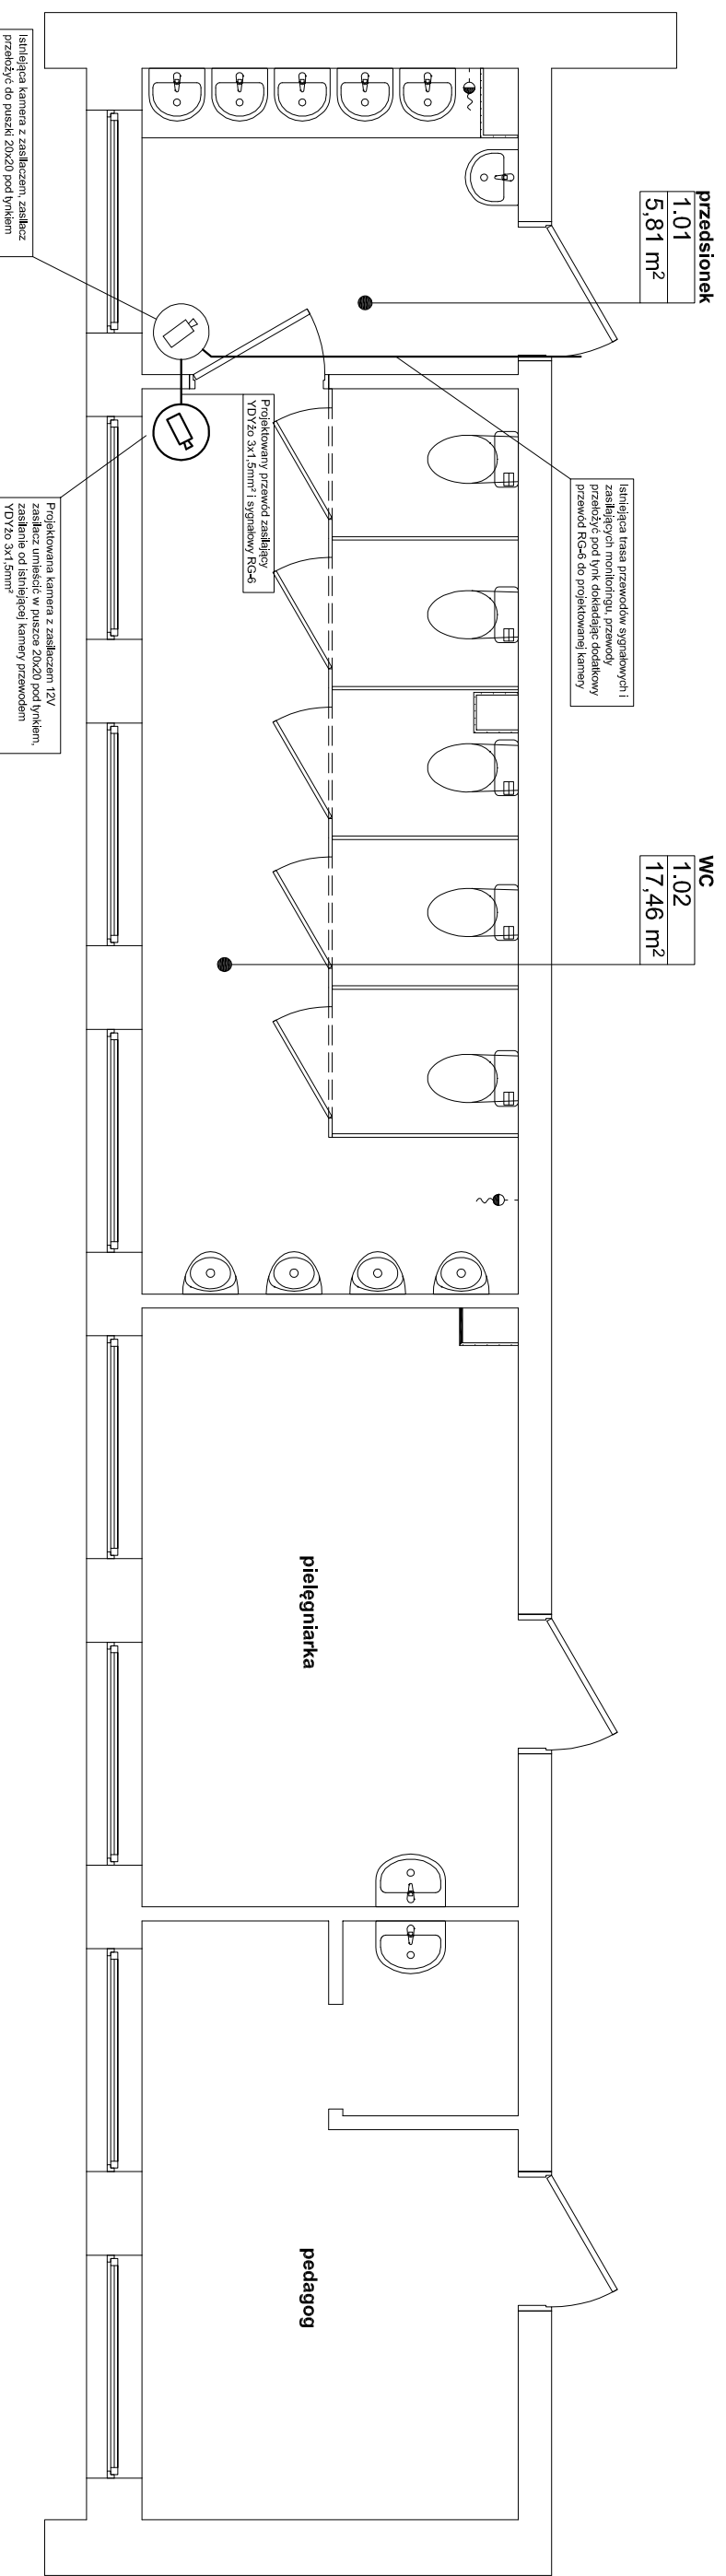 przedsionek
1.01
5,81 m²
WC
1.02
17,46 m²
Istniejąca trasa przewodów sygnałowych i
zasilających monitoringu, przewody
przełożyć pod tynk dokładając dodatkowy
przewód RG-6 do projektowanej kamery
Projektowany przewód zasilający
YDYżo 3x1,5mm² i sygnałowy RG-6
Istniejąca kamera z zasilaczem, zasilacz
przełożyć do puszki 20x20 pod tynkiem
Projektowana kamera z zasilaczem 12V
zasilacz umieścić w puszce 20x20 pod tynkiem,
zasilanie od istniejącej kamery przewodem
YDYżo 3x1,5mm²
pielęgniarka
pedagog